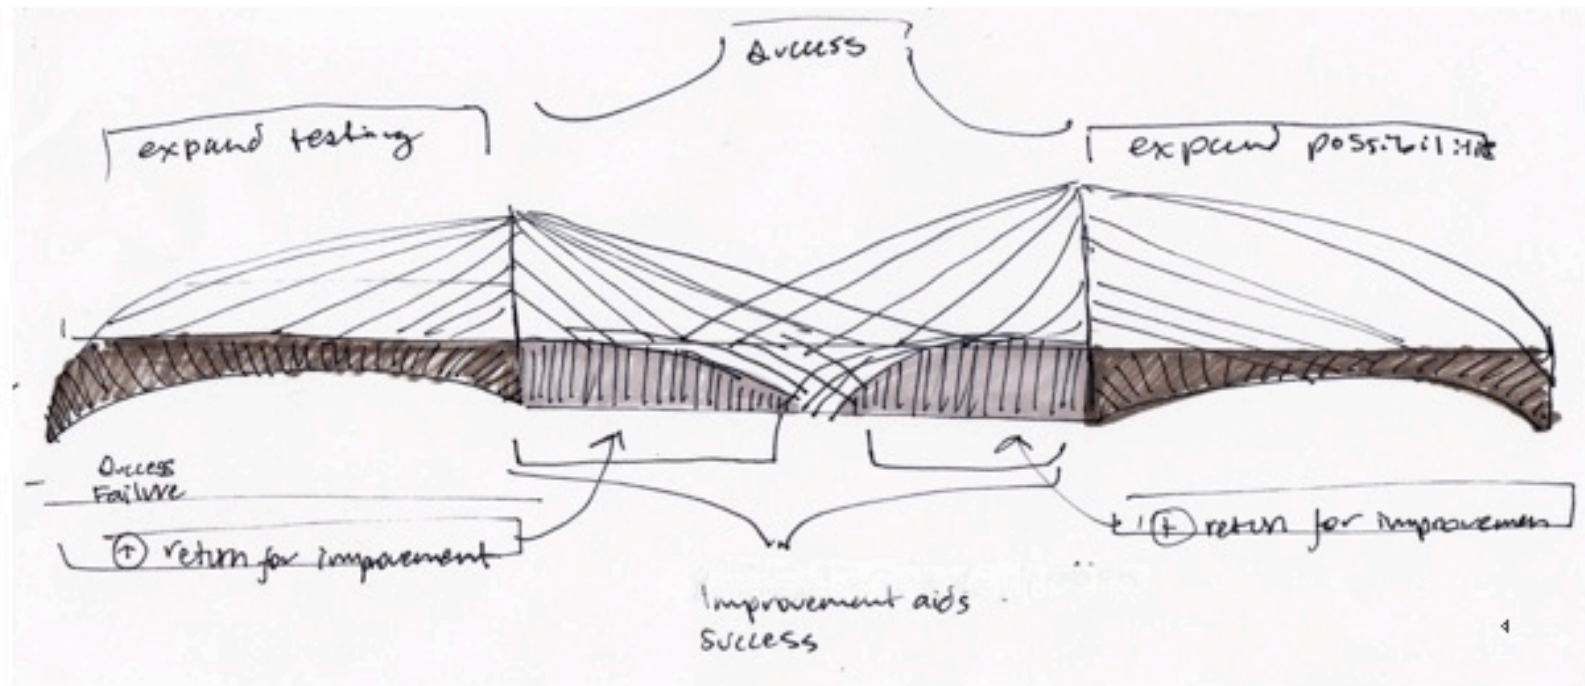 Success
expand testing
expand possibilities
Success
Failure
(+) return for improvement
(+) return for improvemen
Improvement aids
Success